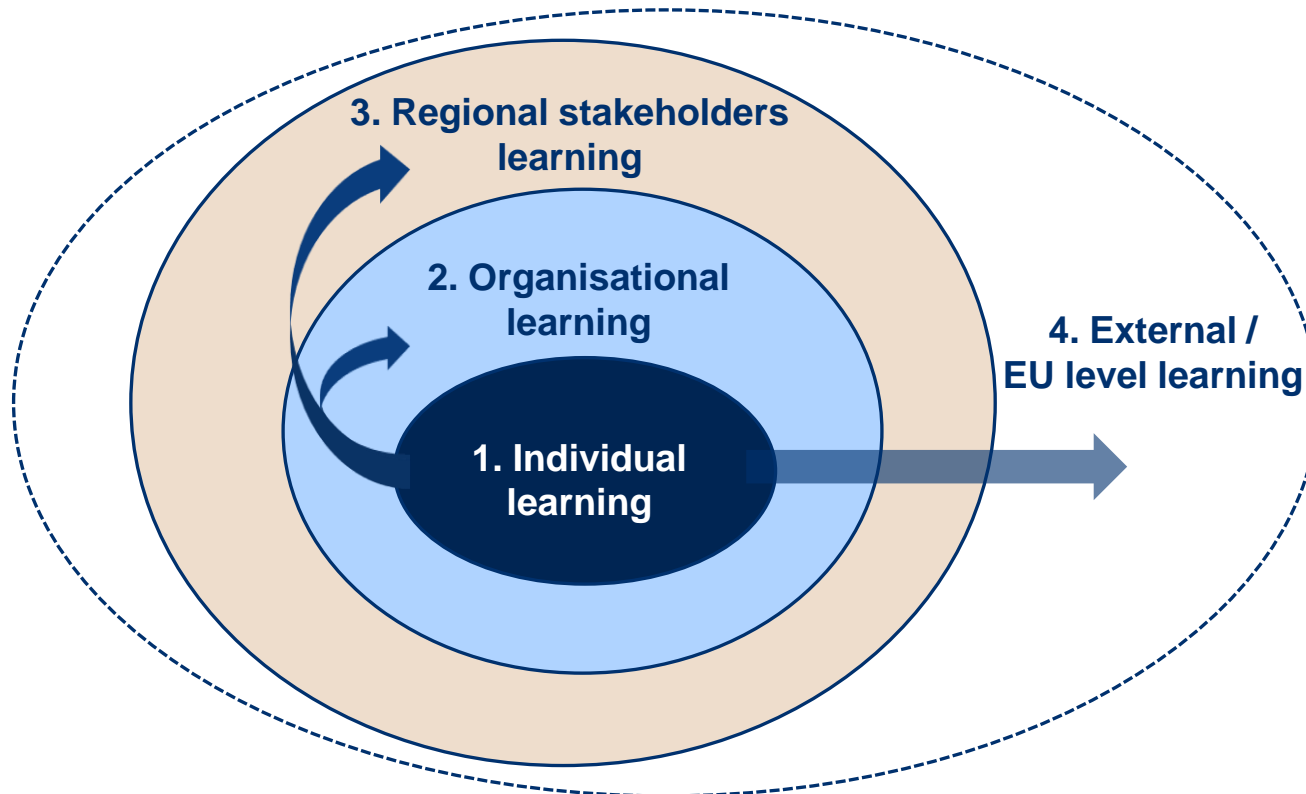 3. Regional stakeholders
learning
2. Organisational
learning
4. External /
EU level learning
1. Individual
learning